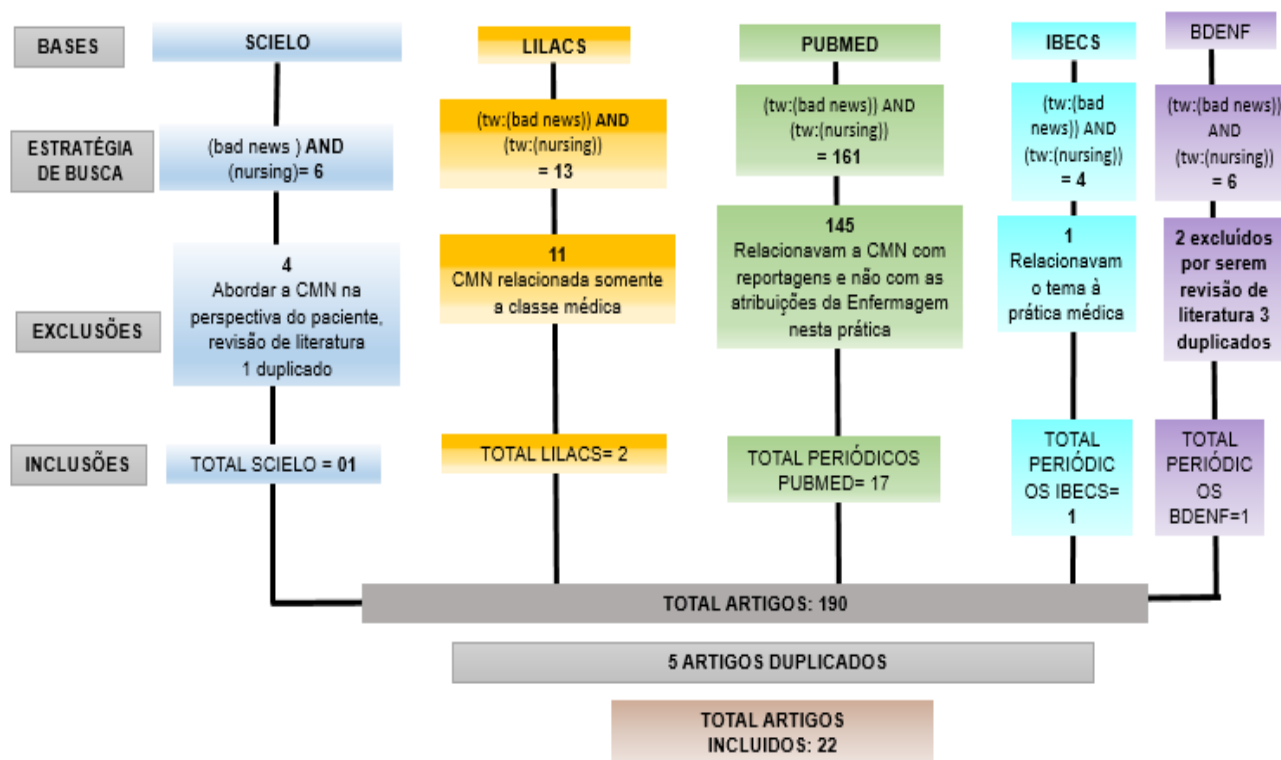 BASES
SCIELO
LILACS
PUBMED
IBECS
BDENF
ESTRATÉGIA
DE BUSCA
(bad news ) AND
(nursing)= 6
(tw:(bad news)) AND
(tw:(nursing))
= 13
(tw:(bad news)) AND
(tw:(nursing))
= 161
(tw:(bad
news)) AND
(tw:(nursing))
= 4
(tw:(bad news))
AND
(tw:(nursing))
= 6
EXCLUSÕES
4
Abordar a CMN na
perspectiva do paciente,
revisão de literatura
1 duplicado
11
CMN relacionada somente
a classe médica
145
Relacionavam a CMN com
reportagens e não com as
atribuições da Enfermagem
nesta prática
1
Relacionavam
o tema à
prática médica
2 excluídos
por serem
revisão de
literatura 3
duplicados
INCLUSÕES
TOTAL SCIELO = 01
TOTAL LILACS= 2
TOTAL PERIÓDICOS
PUBMED= 17
TOTAL
PERIÓDIC
OS IBECS=
1
TOTAL
PERIÓDIC
OS
BDENF=1
TOTAL ARTIGOS: 190
5 ARTIGOS DUPLICADOS
TOTAL ARTIGOS
INCLUIDOS: 22